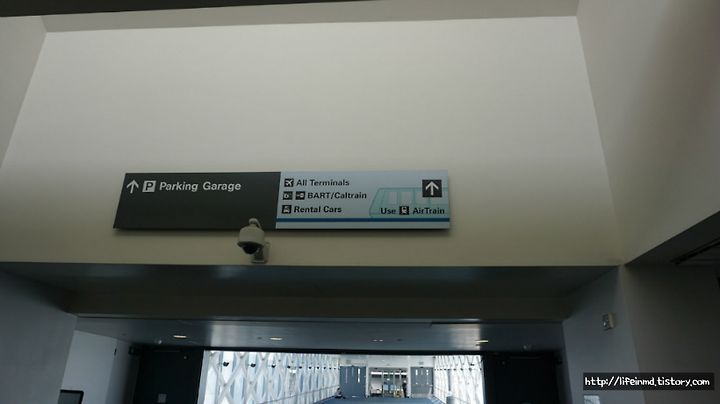 P Parking Garage
All Terminals
BART/Caltrain
Rental Cars
Use AirTrain
http://lifeinmd.tistory.com